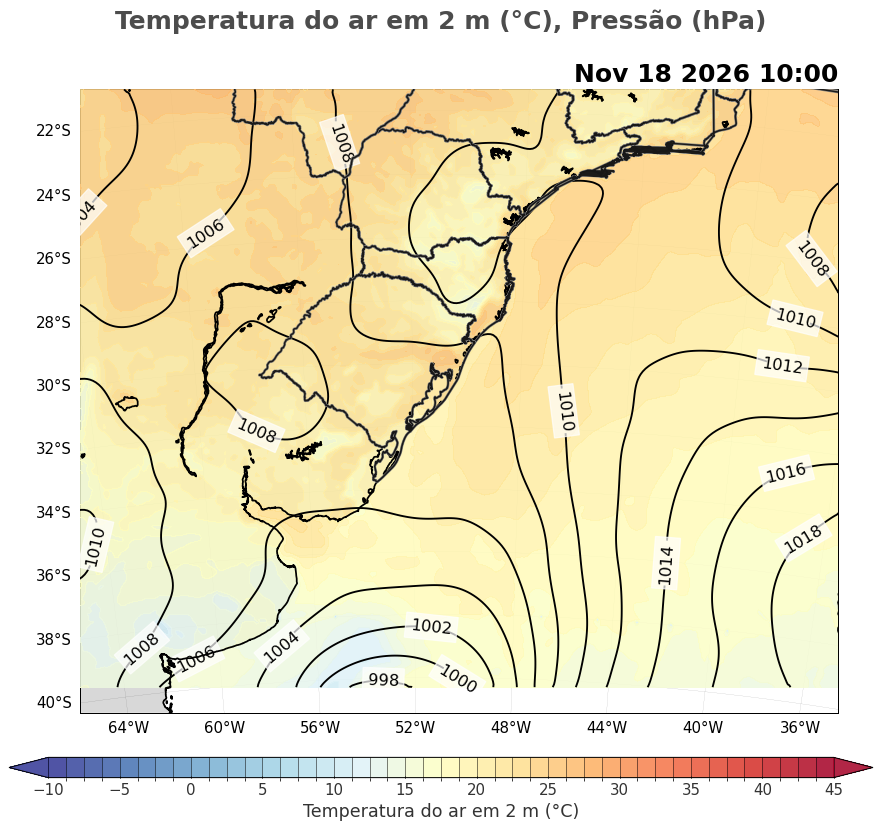 Temperatura do ar em 2 m (°C), Pressão (hPa)
Nov 18 2026 10:00
22°S
24°S
26°S
28°S
30°S
32°S
34°S
36°S
38°S
40°S
1008
04
1006
1008
1010
1012
1010
1008
1016
1018
1010
1014
1002
1008
1006
1004
998
1000
64°W
60°W
56°W
52°W
48°W
44°W
40°W
36°W
−10
−5
0
5
10
15
20
25
30
35
40
45
Temperatura do ar em 2 m (°C)